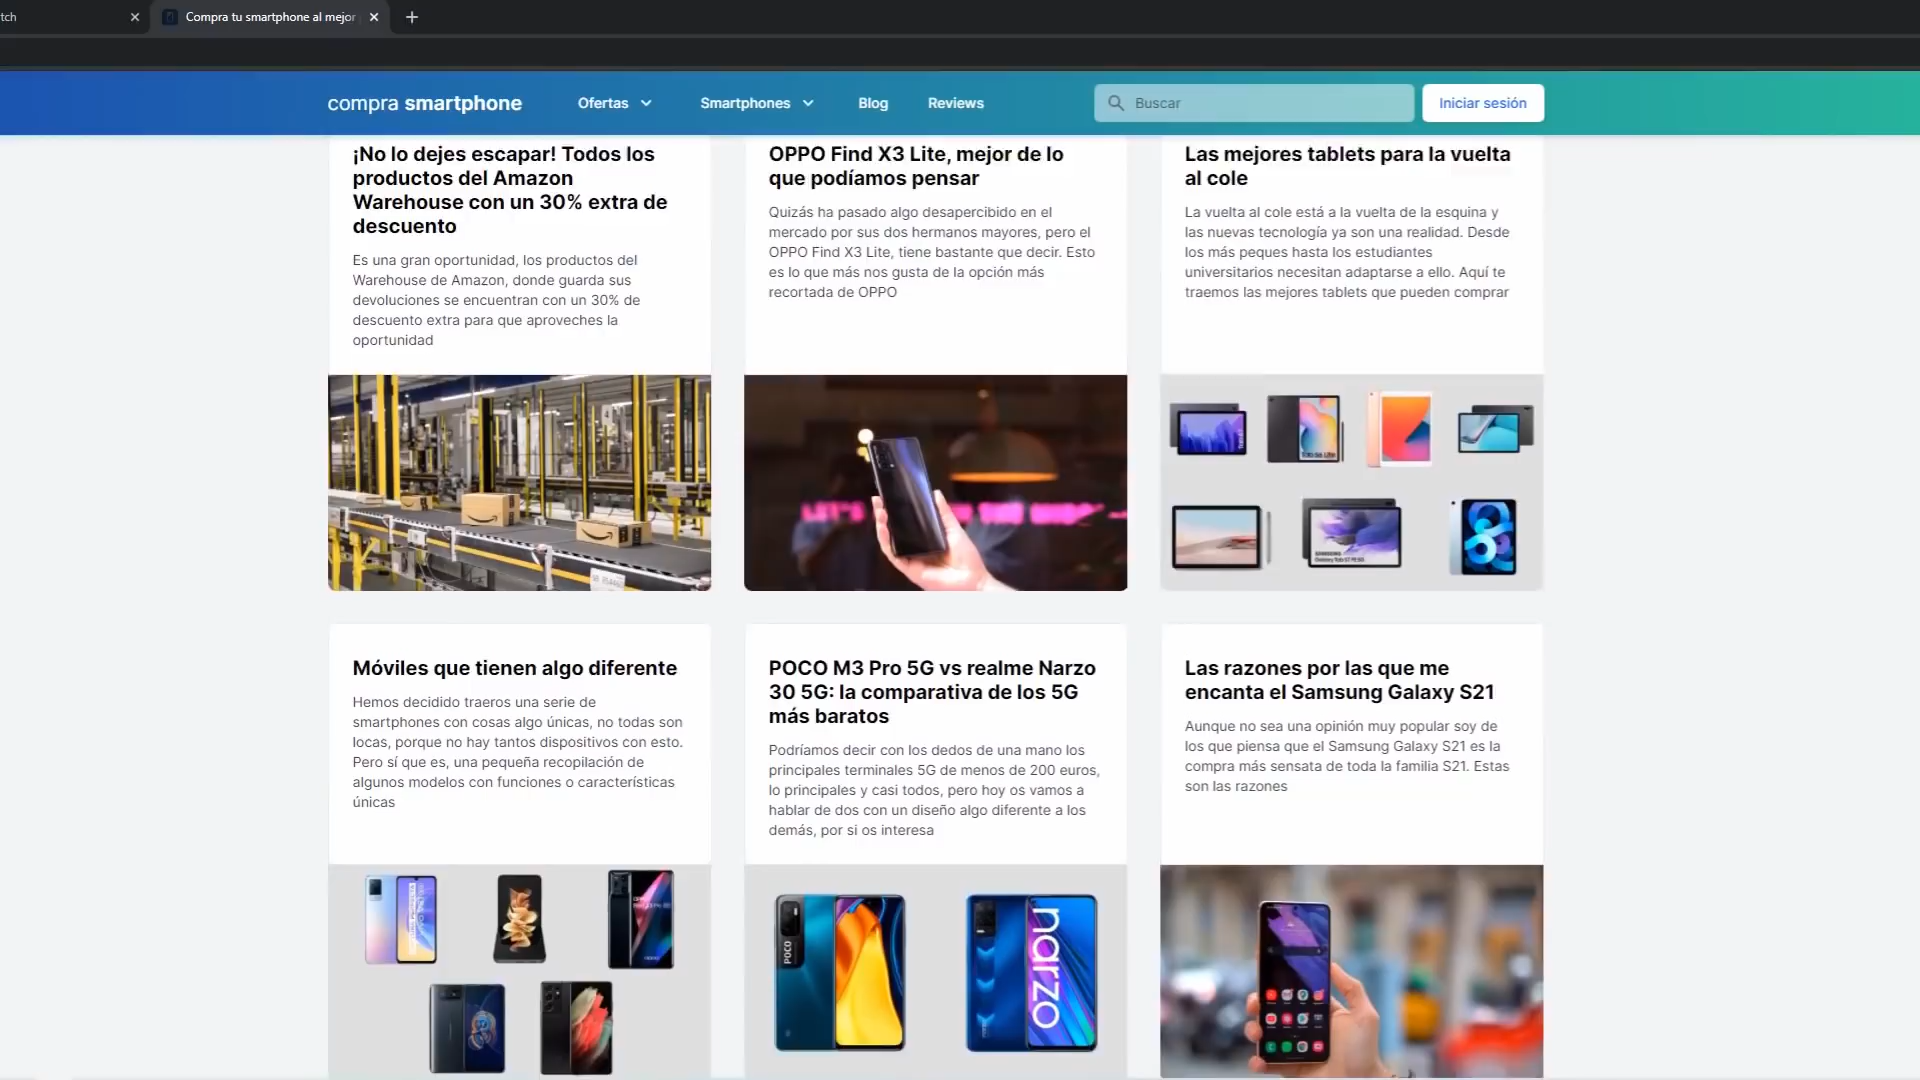 tch
Compra tu smartphone al mejor
compra smartphone
Ofertas
Smartphones
Blog
Reviews
Buscar
Iniciar sesión
¡No lo dejes escapar! Todos los
productos del Amazon
Warehouse con un 30% extra de
descuento
Es una gran oportunidad, los productos del
Warehouse de Amazon, donde guarda sus
devoluciones se encuentran con un 30% de
descuento extra para que aproveches la
oportunidad
OPPO Find X3 Lite, mejor de lo
que podíamos pensar
Quizás ha pasado algo desapercibido en el
mercado por sus dos hermanos mayores, pero el
OPPO Find X3 Lite, tiene bastante que decir. Esto
es lo que más nos gusta de la opción más
recortada de OPPO
Las mejores tablets para la vuelta
al cole
La vuelta al cole está a la vuelta de la esquina y
las nuevas tecnología ya son una realidad. Desde
los más peques hasta los estudiantes
universitarios necesitan adaptarse a ello. Aquí te
traemos las mejores tablets que pueden comprar
LET'S
Tab S6 Lite
SAMSUNG
Galaxy Tab S7 FE 5G
Móviles que tienen algo diferente
Hemos decidido traeros una serie de
smartphones con cosas algo únicas, no todas son
locas, porque no hay tantos dispositivos con esto.
Pero sí que es, una pequeña recopilación de
algunos modelos con funciones o características
únicas
POCO M3 Pro 5G vs realme Narzo
30 5G: la comparativa de los 5G
más baratos
Podríamos decir con los dedos de una mano los
principales terminales 5G de menos de 200 euros,
lo principales y casi todos, pero hoy os vamos a
hablar de dos con un diseño algo diferente a los
demás, por si os interesa
Las razones por las que me
encanta el Samsung Galaxy S21
Aunque no sea una opinión muy popular soy de
los que piensa que el Samsung Galaxy S21 es la
compra más sensata de toda la familia S21. Estas
son las razones
POCO
narzo